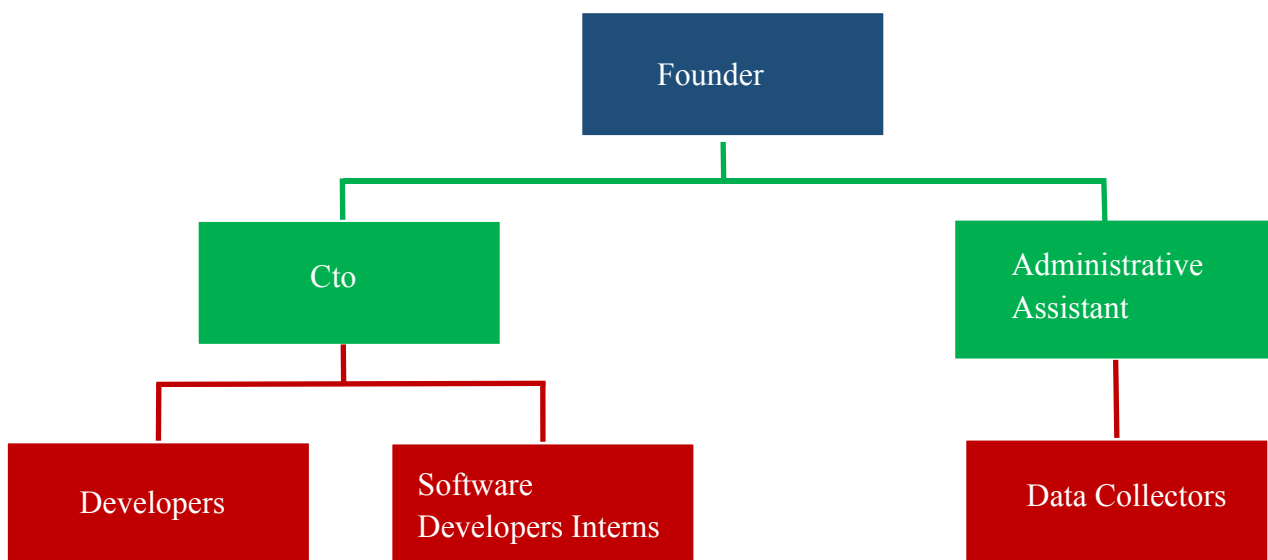 Founder
Cto
Administrative
Assistant
Developers
Software
Developers Interns
Data Collectors